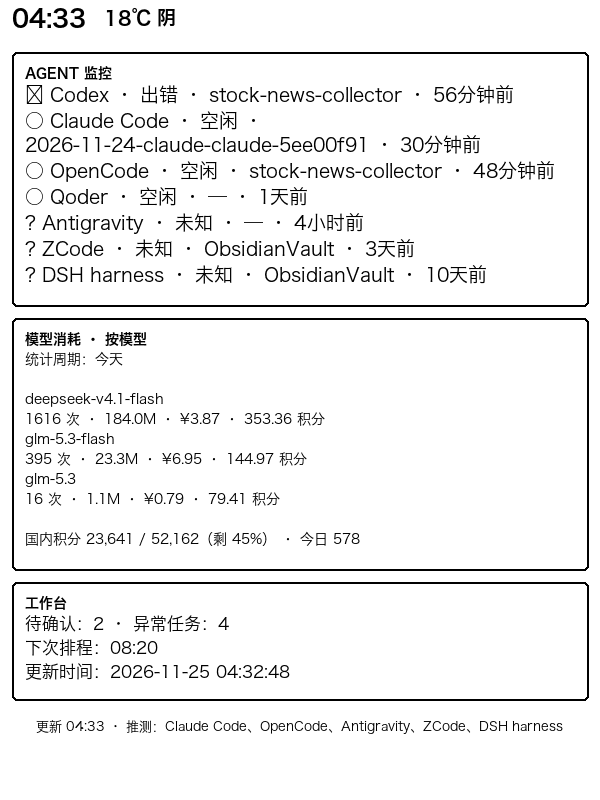 04:33 18℃ 阴
AGENT 监控
☒ Codex · 出错 · stock-news-collector · 56分钟前
○ Claude Code · 空闲 ·
2026-11-24-claude-claude-5ee00f91 · 30分钟前
○ OpenCode · 空闲 · stock-news-collector · 48分钟前
○ Qoder · 空闲 · — · 1天前
? Antigravity · 未知 · — · 4小时前
? ZCode · 未知 · ObsidianVault · 3天前
? DSH harness · 未知 · ObsidianVault · 10天前
模型消耗 · 按模型
统计周期：今天
deepseek-v4.1-flash
1616 次 · 184.0M · ¥3.87 · 353.36 积分
glm-5.3-flash
395 次 · 23.3M · ¥6.95 · 144.97 积分
glm-5.3
16 次 · 1.1M · ¥0.79 · 79.41 积分
国内积分 23,641 / 52,162（剩 45%） · 今日 578
工作台
待确认：2 · 异常任务：4
下次排程：08:20
更新时间：2026-11-25 04:32:48
更新 04:33 · 推测：Claude Code、OpenCode、Antigravity、ZCode、DSH harness